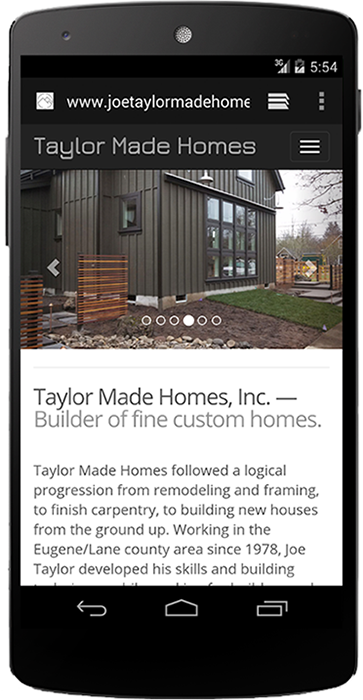 3G 5:54
www.joetaylormadehome
Taylor Made Homes
Taylor Made Homes, Inc. —
Builder of fine custom homes.
Taylor Made Homes followed a logical
progression from remodeling and framing,
to finish carpentry, to building new houses
from the ground up. Working in the
Eugene/Lane county area since 1978, Joe
Taylor developed his skills and building